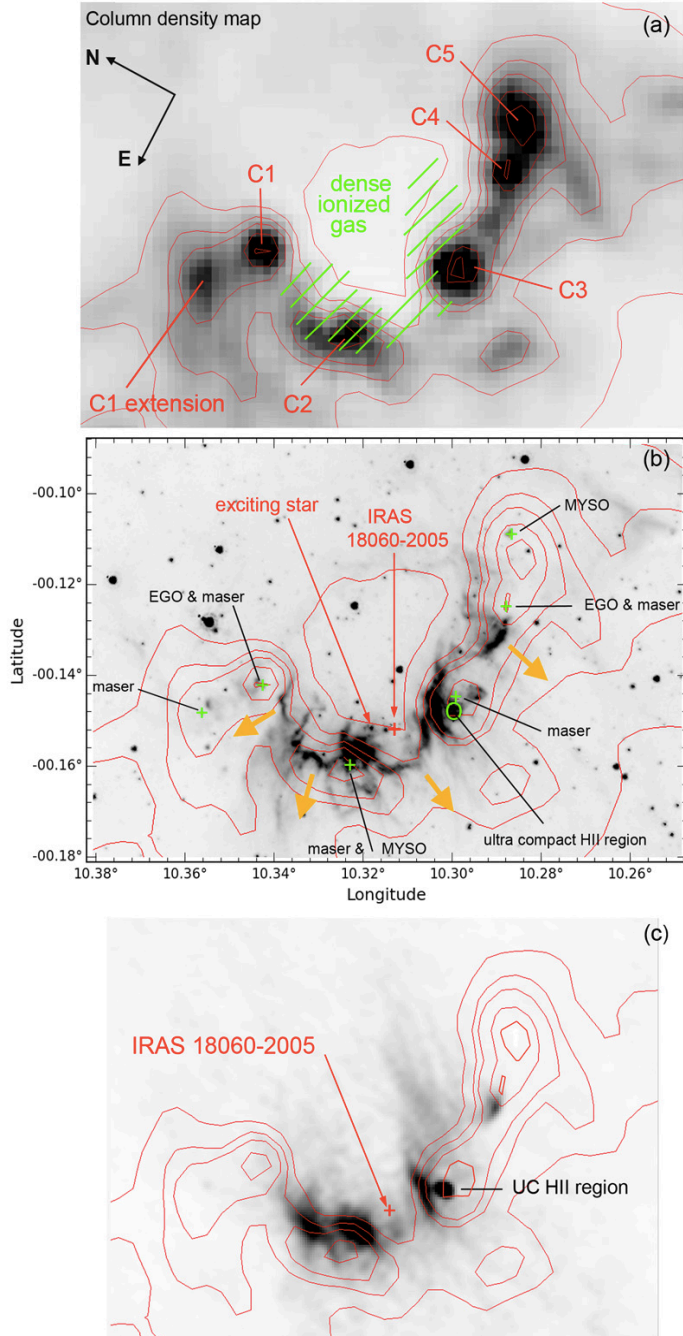 Column density map
(a)
N
E
C5
C4
C1
dense
ionized
gas
C3
C1 extension
C2
(b)
-00.10°
-00.12°
-00.14°
-00.16°
-00.18°
Latitude
exciting star
IRAS
18060-2005
MYSO
EGO & maser
EGO & maser
maser
maser
maser & MYSO
ultra compact HII region
10.38 10.36 10.34 10.32 10.30 10.28 10.26
Longitude
(c)
IRAS 18060-2005
UC HII region